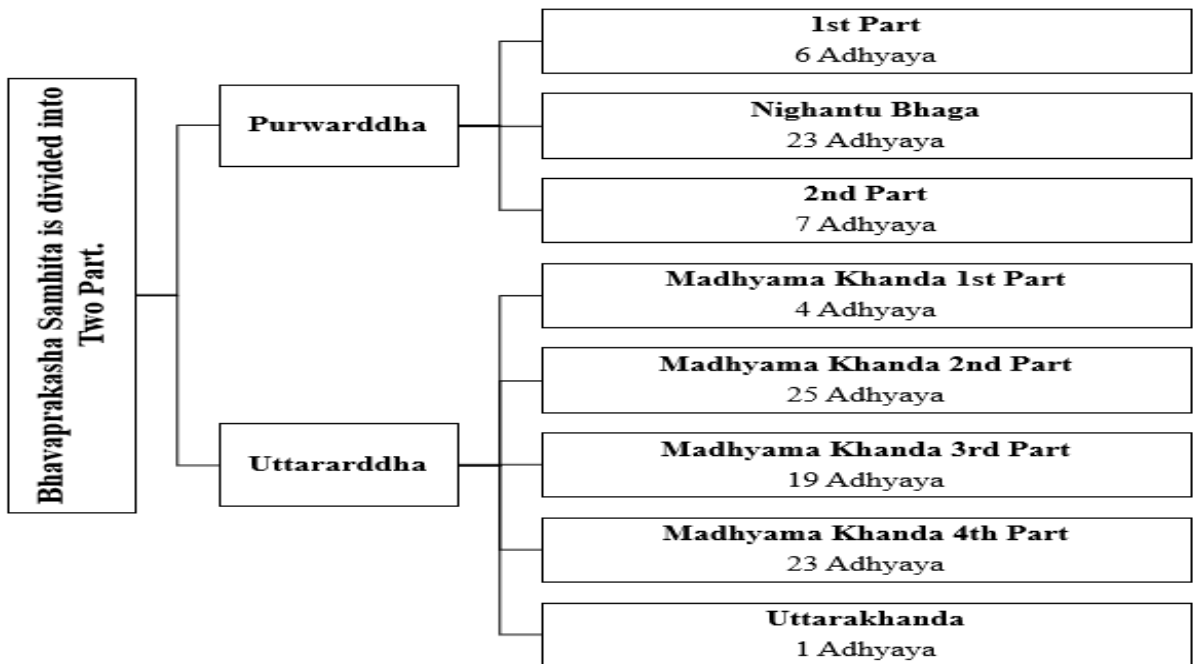 Bhavaprakasha Samhita is divided into
Two Part.
Purwarddha
1st Part
6 Adhyaya
Nighantu Bhaga
23 Adhyaya
2nd Part
7 Adhyaya
Uttararddha
Madhyama Khanda 1st Part
4 Adhyaya
Madhyama Khanda 2nd Part
25 Adhyaya
Madhyama Khanda 3rd Part
19 Adhyaya
Madhyama Khanda 4th Part
23 Adhyaya
Uttarakhanda
1 Adhyaya